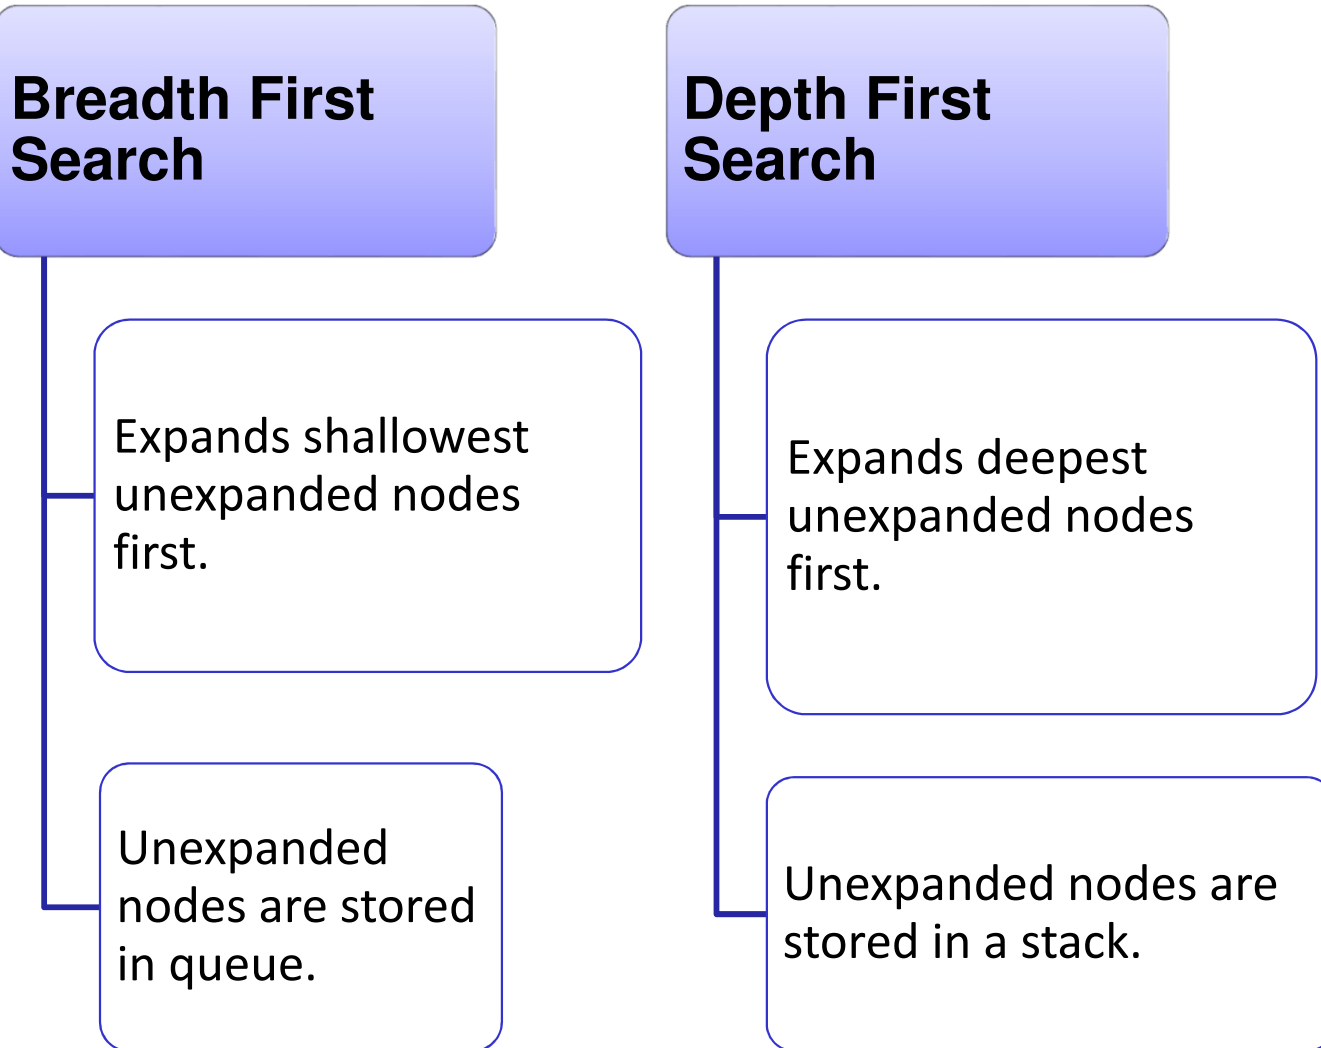 Breadth First
Search
Expands shallowest
unexpanded nodes
first.
Unexpanded
nodes are stored
in queue.
Depth First
Search
Expands deepest
unexpanded nodes
first.
Unexpanded nodes are
stored in a stack.